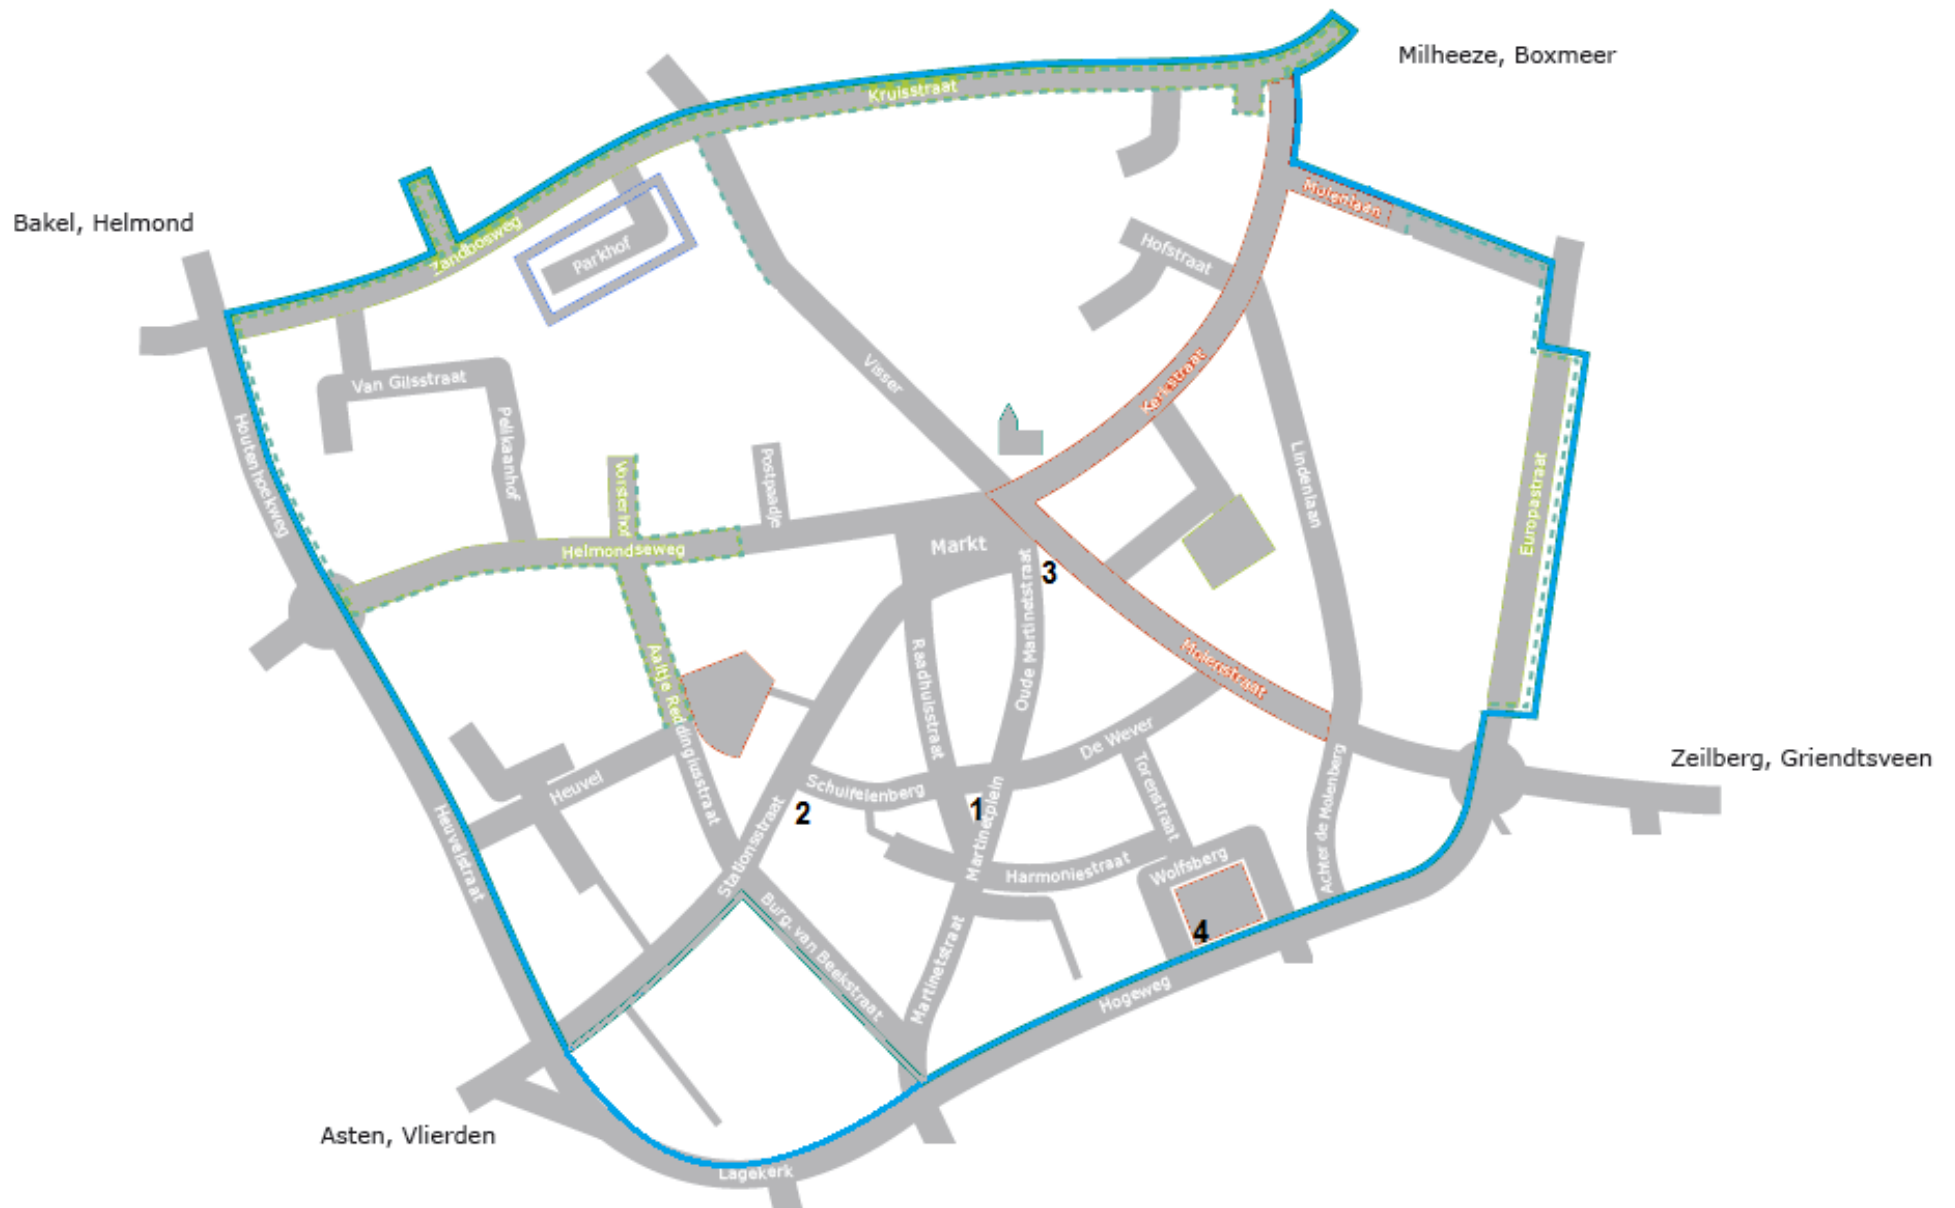 Milheeze, Boxmeer
Kruisstraat
Bakel, Helmond
Zandbosweg
Molenlaan
Parkhof
Hofstraat
Visser
Van Gilsstraat
Kerkstraat
Houtenhoekweg
Pelikaanhof
Vorsterhof
Postpaadje
Lindenlaan
Europastraat
Helmondseweg
Markt
3
Oude Martinetstraat
Raadhuisstraat
Molenstraat
Aaltje Reddingiusstraat
De Wever
Zeilberg, Griendtsveen
Heuvel
Schuifelenberg
Torenstraat
2
1
Martinetplein
Achter de Molenberg
Heuvelstraat
Stationsstraat
Harmoniestraat
Wolfsberg
4
Burg. van Beekstraat
Martinetstraat
Hogeweg
Asten, Vlierden
Lagekerk